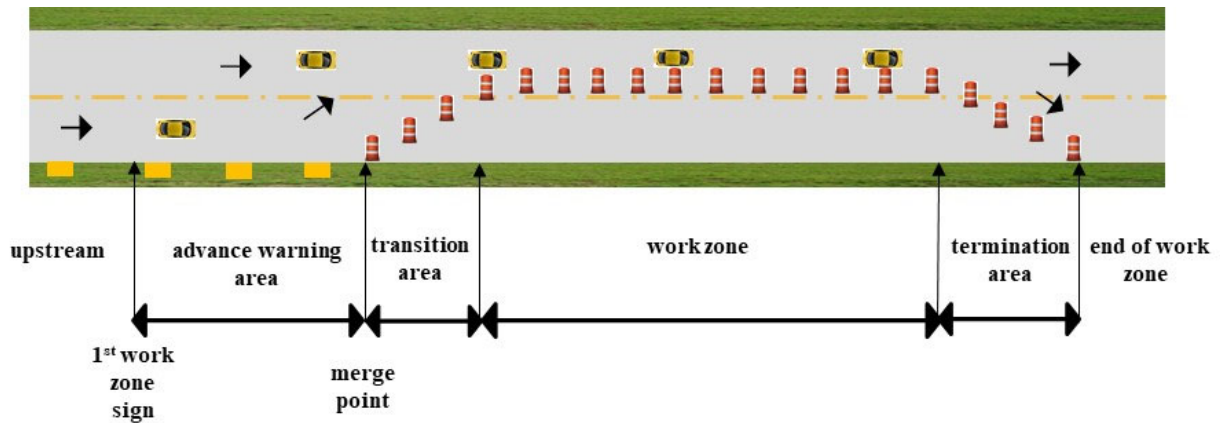 upstream
advance warning
area
transition
area
work zone
termination
area
end of work
zone
1st work
zone
sign
merge
point